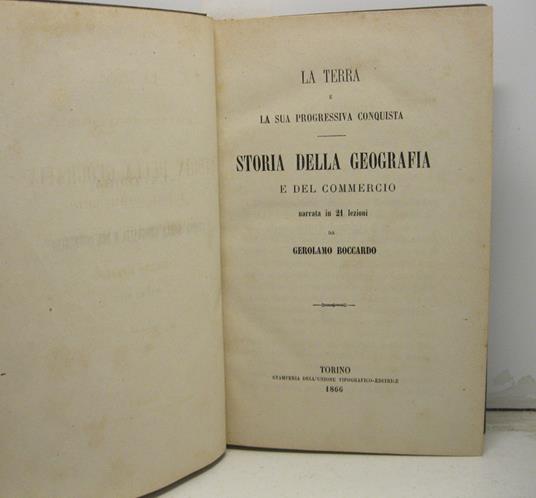 LA TERRA
E
LA SUA PROGRESSIVA CONQUISTA
STORIA DELLA GEOGRAFIA
E DEL COMMERCIO
narrata in 21 lezioni
DA
GEROLAMO BOCCARDO
TORINO
STAMPERIA DELL'UNIONE TIPOGRAFICO-EDITRICE
1866